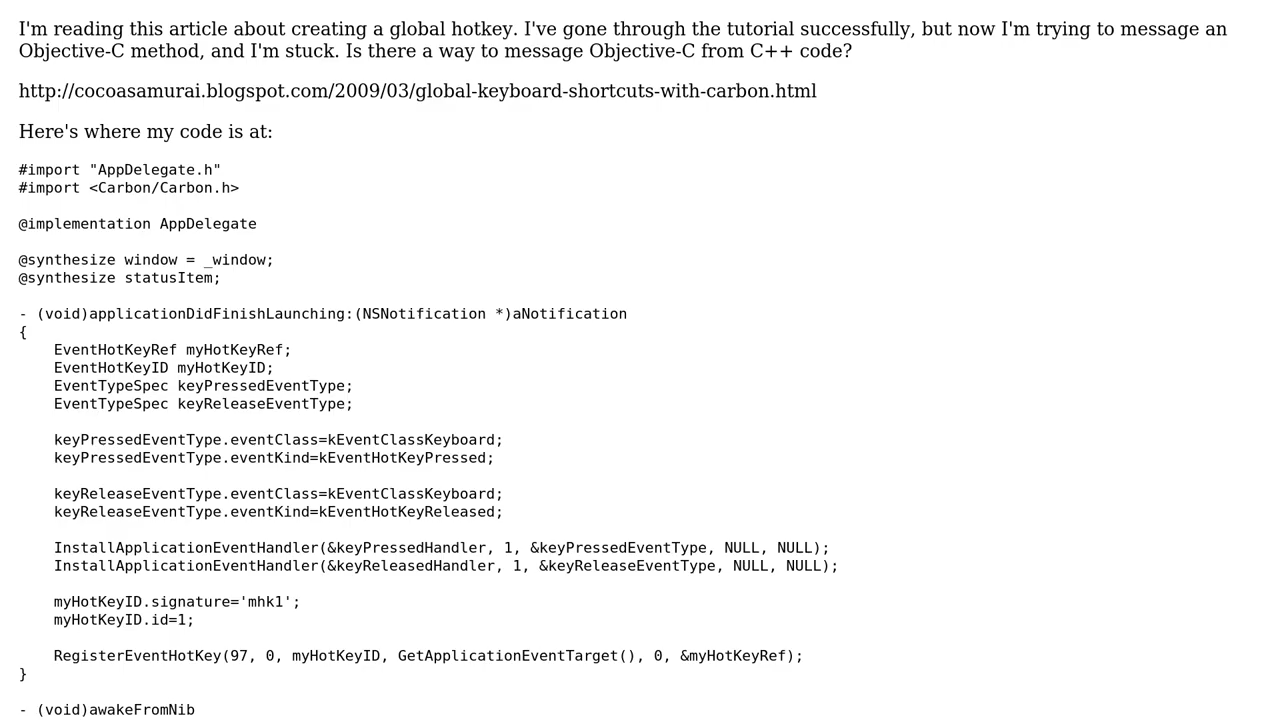 I'm reading this article about creating a global hotkey. I've gone through the tutorial successfully, but now I'm trying to message an
Objective-C method, and I'm stuck. Is there a way to message Objective-C from C++ code?
http://cocoasamurai.blogspot.com/2009/03/global-keyboard-shortcuts-with-carbon.html
Here's where my code is at:
#import "AppDelegate.h"
#import <Carbon/Carbon.h>
@implementation AppDelegate
@synthesize window = _window;
@synthesize statusItem;
- (void)applicationDidFinishLaunching:(NSNotification *)aNotification
{
    EventHotKeyRef myHotKeyRef;
    EventHotKeyID myHotKeyID;
    EventTypeSpec keyPressedEventType;
    EventTypeSpec keyReleaseEventType;
    keyPressedEventType.eventClass=kEventClassKeyboard;
    keyPressedEventType.eventKind=kEventHotKeyPressed;
    keyReleaseEventType.eventClass=kEventClassKeyboard;
    keyReleaseEventType.eventKind=kEventHotKeyReleased;
    InstallApplicationEventHandler(&keyPressedHandler, 1, &keyPressedEventType, NULL, NULL);
    InstallApplicationEventHandler(&keyReleasedHandler, 1, &keyReleaseEventType, NULL, NULL);
    myHotKeyID.signature='mhk1';
    myHotKeyID.id=1;
    RegisterEventHotKey(97, 0, myHotKeyID, GetApplicationEventTarget(), 0, &myHotKeyRef);
}
- (void)awakeFromNib